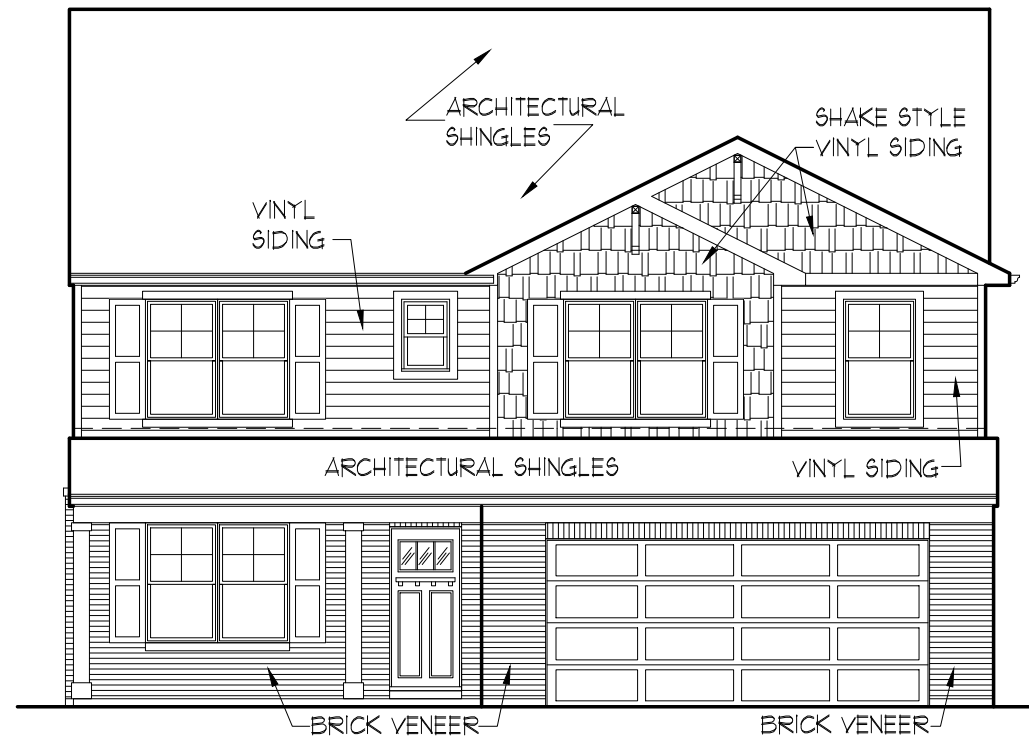 ARCHITECTURAL
SHINGLES
SHAKE STYLE
VINYL SIDING
VINYL
SIDING
ARCHITECTURAL SHINGLES
VINYL SIDING
BRICK VENEER
BRICK VENEER